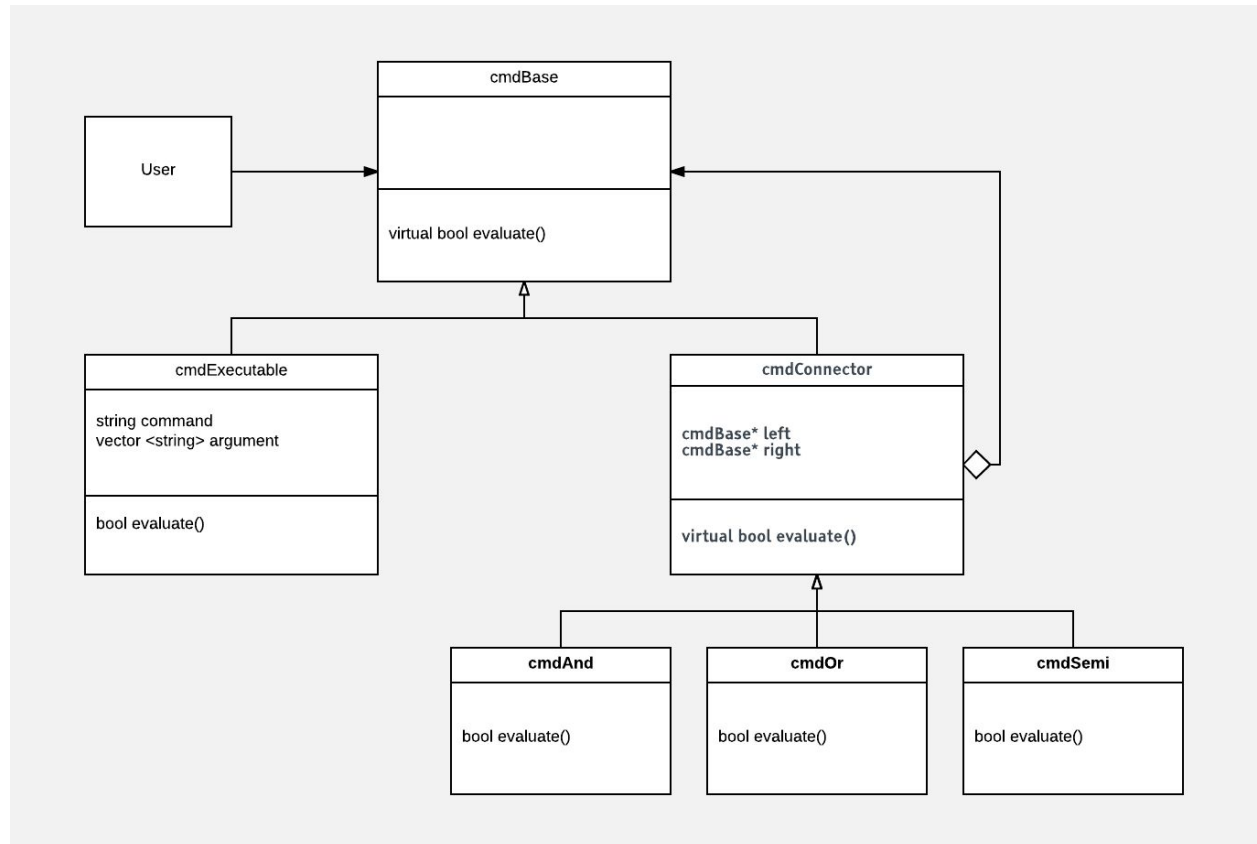 cmdBase
User
virtual bool evaluate()
cmdExecutable
string command
vector <string> argument
bool evaluate()
cmdConnector
cmdBase* left
cmdBase* right
virtual bool evaluate()
cmdAnd
bool evaluate()
cmdOr
bool evaluate()
cmdSemi
bool evaluate()